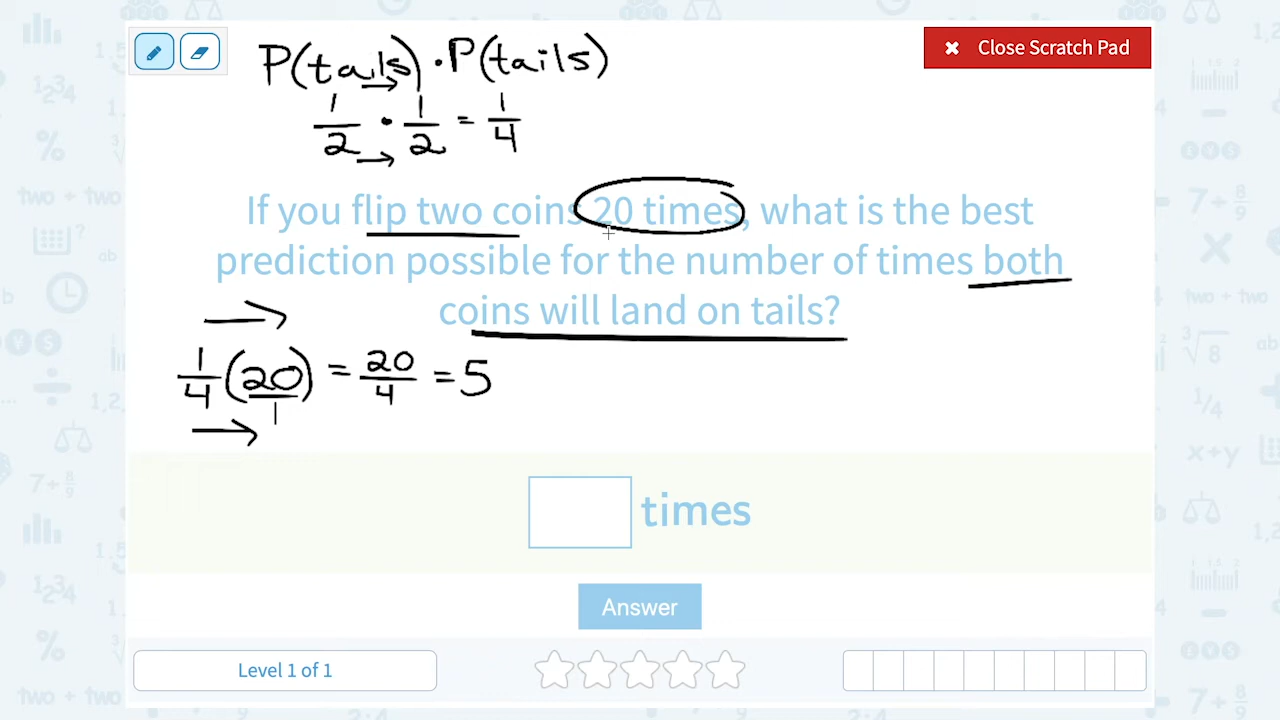 P(tails) · P(tails)
Close Scratch Pad
1/2 · 1/2 = 1/4
If you flip two coins 20 times, what is the best
prediction possible for the number of times both
coins will land on tails?
1/4 (20/1) = 20/4 = 5
times
Answer
Level 1 of 1